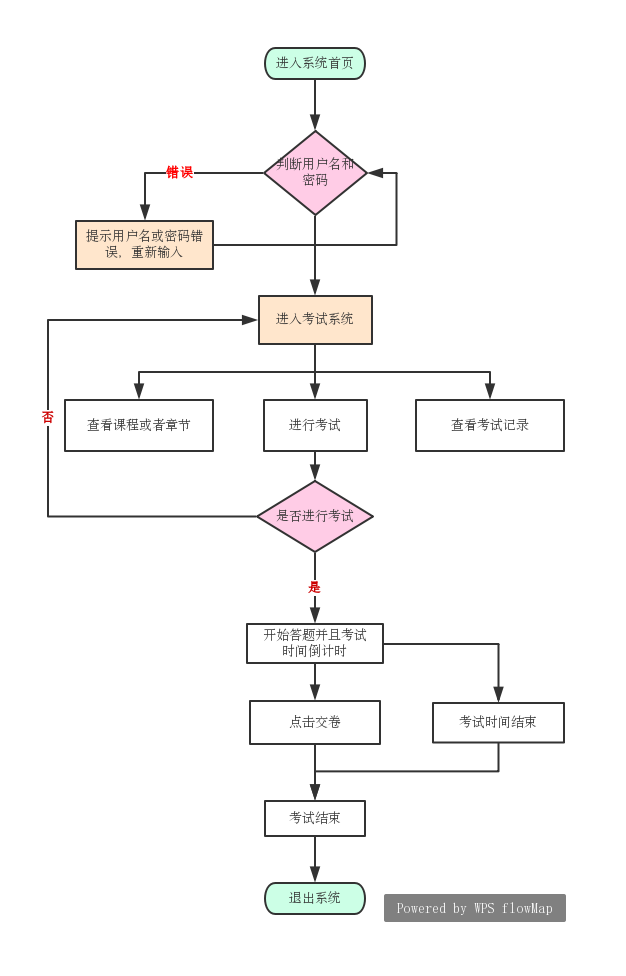 进入系统首页
判断用户名和
密码
错误
提示用户名或密码错
误，重新输入
进入考试系统
否
查看课程或者章节
进行考试
查看考试记录
是否进行考试
是
开始答题并且考试
时间倒计时
点击交卷
考试时间结束
考试结束
退出系统
Powered by WPS flowMap